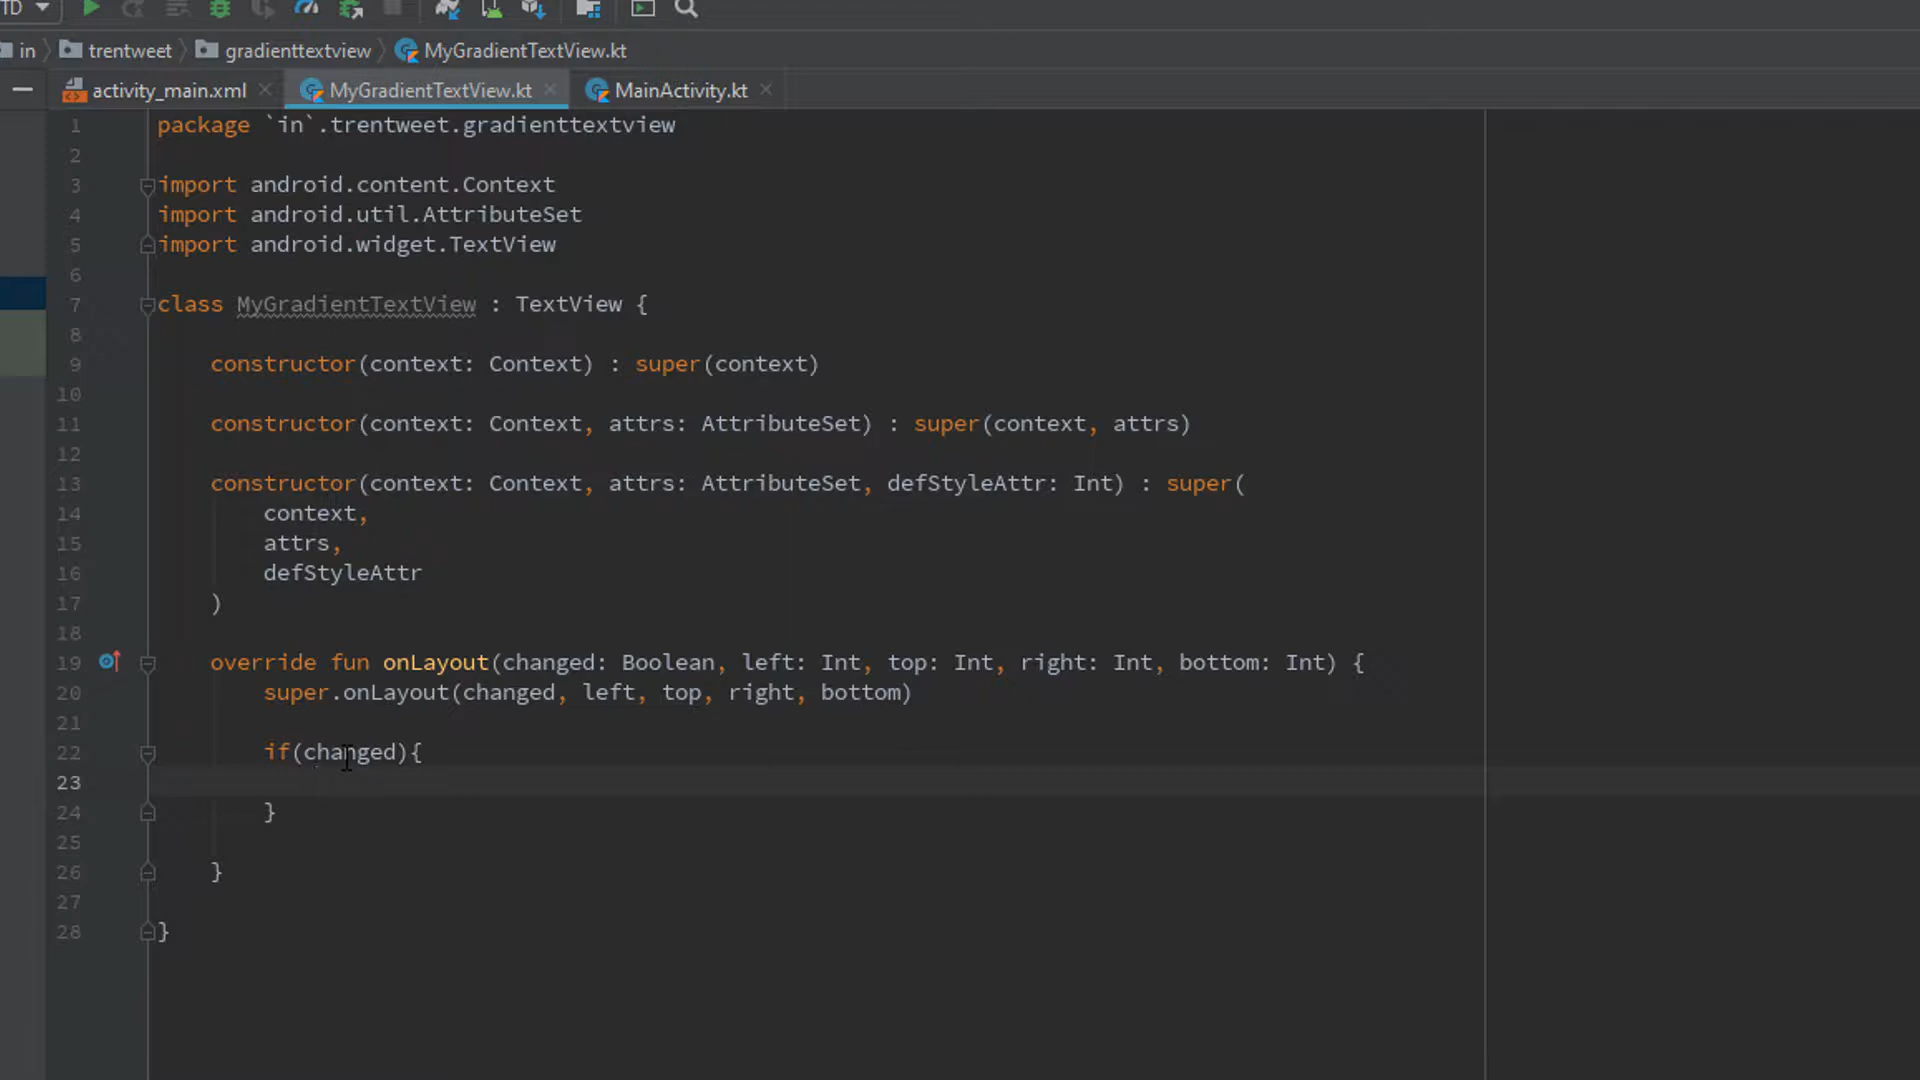 TD
in trentweet gradienttextview MyGradientTextView.kt
activity_main.xml MyGradientTextView.kt MainActivity.kt
1 package `in`.trentweet.gradienttextview
2
3 import android.content.Context
4 import android.util.AttributeSet
5 import android.widget.TextView
6
7 class MyGradientTextView : TextView {
8
9 constructor(context: Context) : super(context)
10
11 constructor(context: Context, attrs: AttributeSet) : super(context, attrs)
12
13 constructor(context: Context, attrs: AttributeSet, defStyleAttr: Int) : super(
14 context,
15 attrs,
16 defStyleAttr
17 )
18
19 override fun onLayout(changed: Boolean, left: Int, top: Int, right: Int, bottom: Int) {
20 super.onLayout(changed, left, top, right, bottom)
21
22 if(changed){
23
24 }
25
26 }
27
28 }